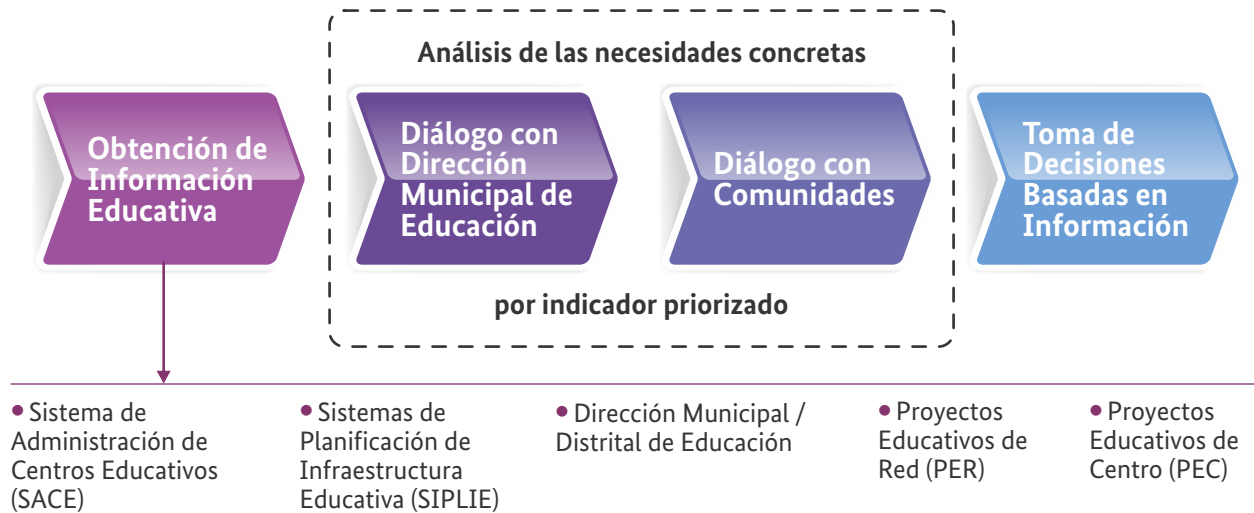 Análisis de las necesidades concretas
Obtención de
Información
Educativa
Diálogo con
Dirección
Municipal de
Educación
Diálogo con
Comunidades
Toma de
Decisiones
Basadas en
Información
por indicador priorizado
• Sistema de
Administración de
Centros Educativos
(SACE)
• Sistemas de
Planificación de
Infraestructura
Educativa (SIPLIE)
• Dirección Municipal /
Distrital de Educación
• Proyectos
Educativos de
Red (PER)
• Proyectos
Educativos de
Centro (PEC)